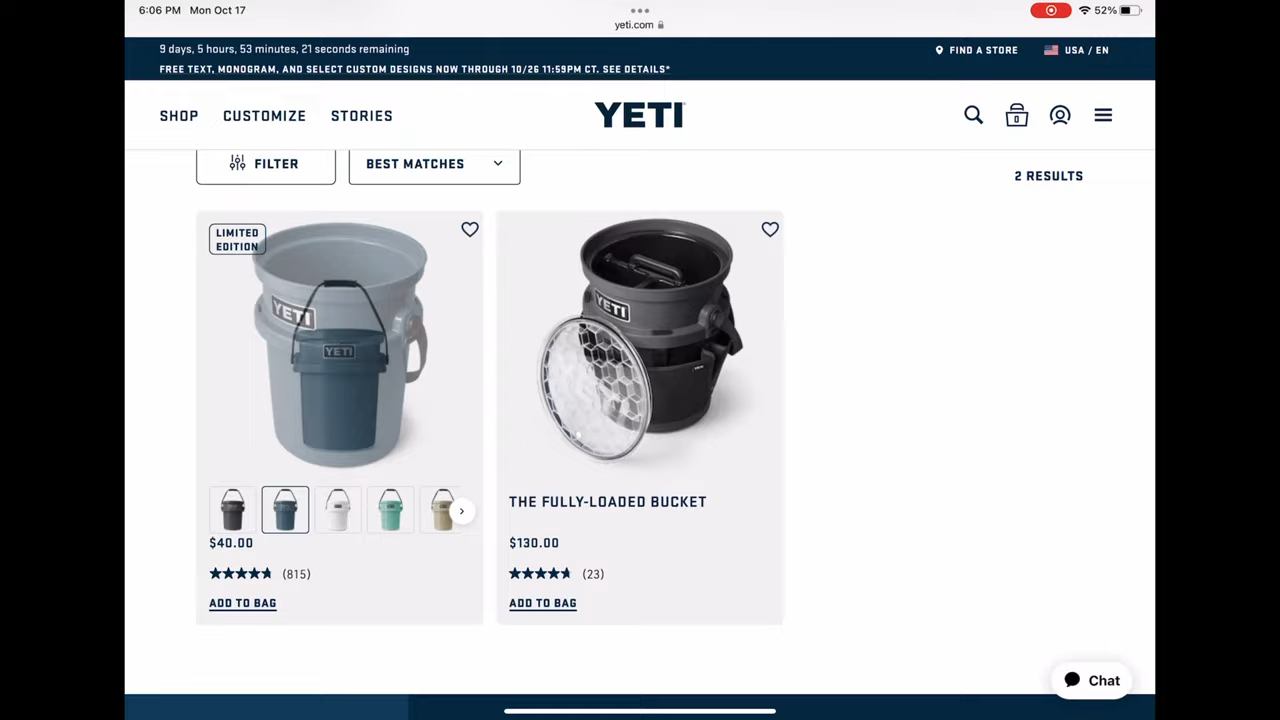 6:06 PM Mon Oct 17
52%
yeti.com
9 days, 5 hours, 53 minutes, 21 seconds remaining
FIND A STORE
USA / EN
FREE TEXT, MONOGRAM, AND SELECT CUSTOM DESIGNS NOW THROUGH 10/26 11:59PM CT. SEE DETAILS*
SHOP
CUSTOMIZE
STORIES
YETI
0
FILTER
BEST MATCHES
2 RESULTS
LIMITED
EDITION
YETI
YETI
YETI
THE FULLY-LOADED BUCKET
$40.00
$130.00
(815)
(23)
ADD TO BAG
ADD TO BAG
Chat